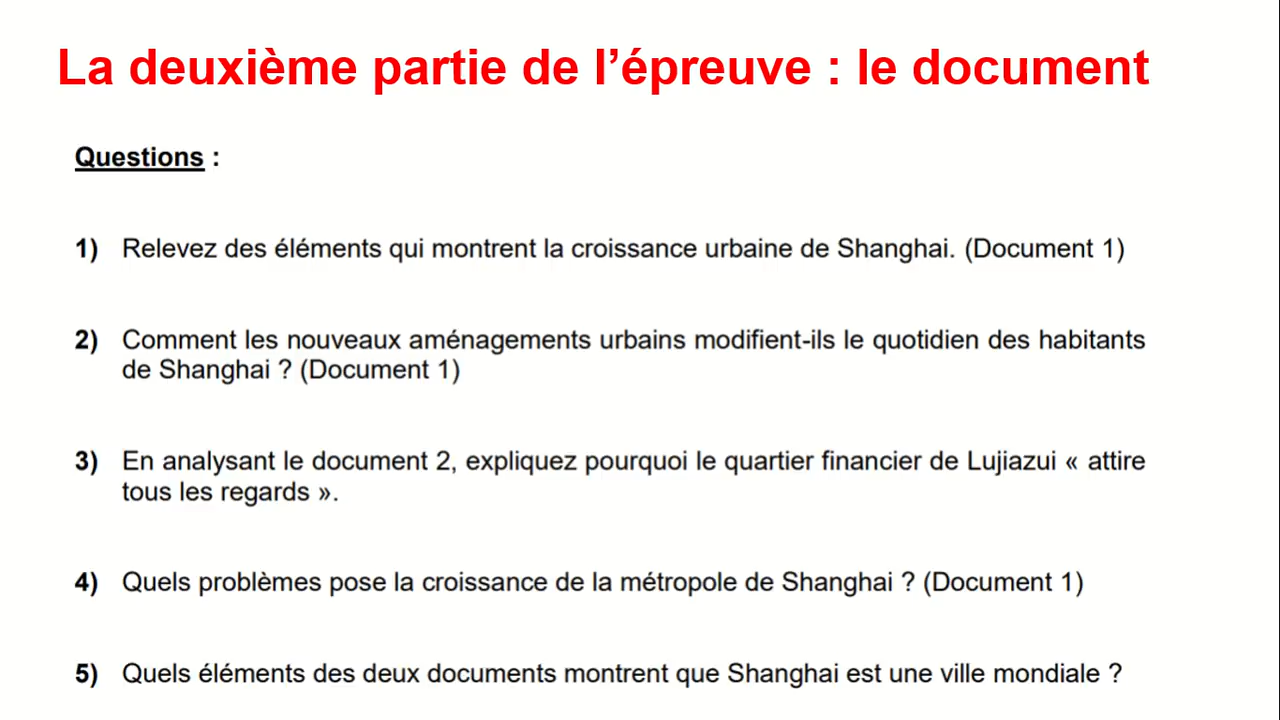 La deuxième partie de l’épreuve : le document
Questions :
1) Relevez des éléments qui montrent la croissance urbaine de Shanghai. (Document 1)
2) Comment les nouveaux aménagements urbains modifient-ils le quotidien des habitants
de Shanghai ? (Document 1)
3) En analysant le document 2, expliquez pourquoi le quartier financier de Lujiazui « attire
tous les regards ».
4) Quels problèmes pose la croissance de la métropole de Shanghai ? (Document 1)
5) Quels éléments des deux documents montrent que Shanghai est une ville mondiale ?